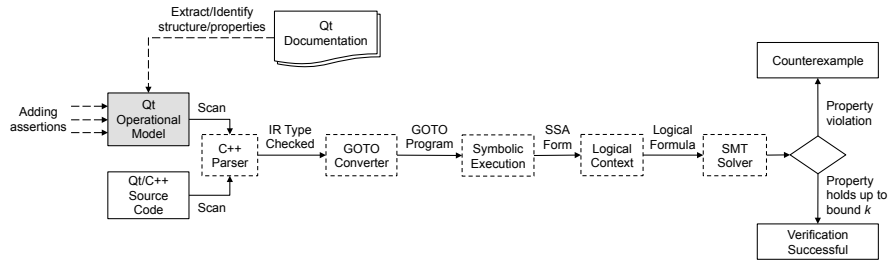 Extract/Identify
structure/properties
Qt
Documentation
Adding
assertions
Qt
Operational
Model
Scan
Qt/C++
Source
Code
Scan
C++
Parser
IR Type
Checked
GOTO
Converter
GOTO
Program
Symbolic
Execution
SSA
Form
Logical
Context
Logical
Formula
SMT
Solver
Counterexample
Property
violation
Property
holds up to
bound k
Verification
Successful